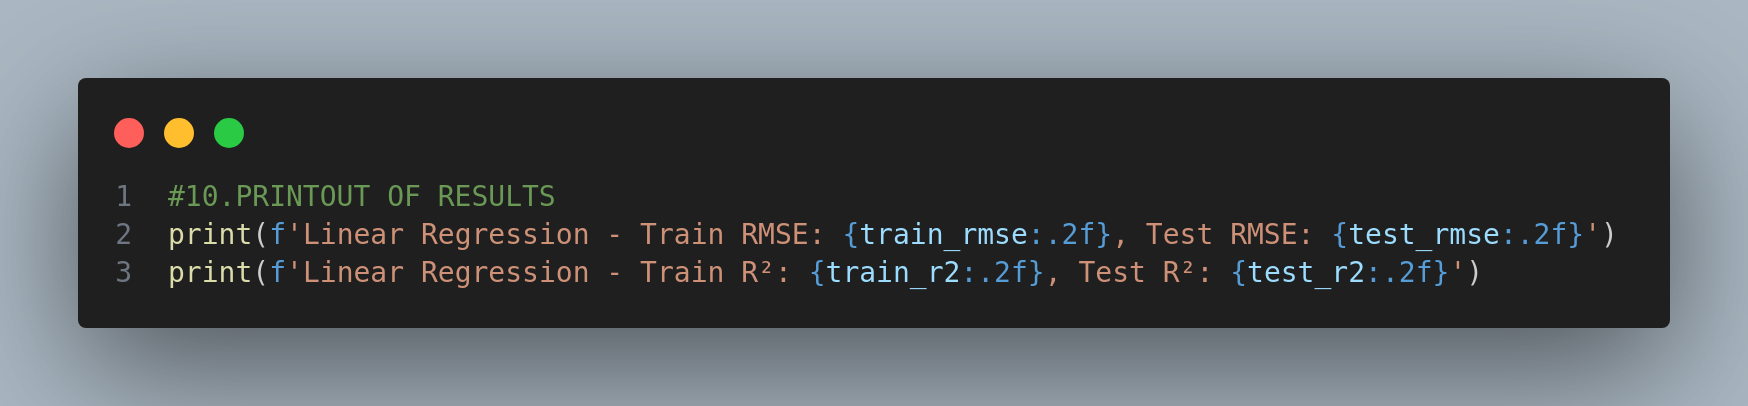 1 #10.PRINTOUT OF RESULTS
2 print(f'Linear Regression - Train RMSE: {train_rmse:.2f}, Test RMSE: {test_rmse:.2f}')
3 print(f'Linear Regression - Train R²: {train_r2:.2f}, Test R²: {test_r2:.2f}')